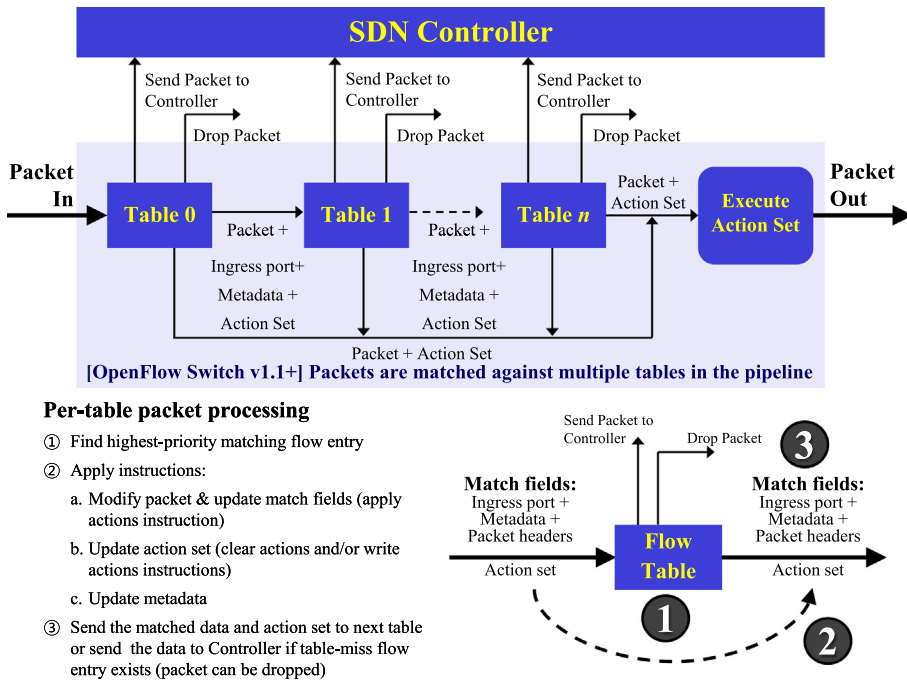 SDN Controller
Send Packet to
Controller
Drop Packet
Send Packet to
Controller
Drop Packet
Send Packet to
Controller
Drop Packet
Packet
In
Table 0
Packet +
Ingress port+
Metadata +
Action Set
Table 1
Packet +
Ingress port+
Metadata +
Action Set
Table n
Packet +
Action Set
Execute
Action Set
Packet
Out
Packet + Action Set
[OpenFlow Switch v1.1+] Packets are matched against multiple tables in the pipeline
Per-table packet processing
① Find highest-priority matching flow entry
② Apply instructions:
a. Modify packet & update match fields (apply
actions instruction)
b. Update action set (clear actions and/or write
actions instructions)
c. Update metadata
③ Send the matched data and action set to next table
or send the data to Controller if table-miss flow
entry exists (packet can be dropped)
Send Packet to
Controller
Drop Packet
3
Match fields:
Ingress port +
Metadata +
Packet headers
Action set
Flow
Table
Match fields:
Ingress port +
Metadata +
Packet headers
Action set
1
2